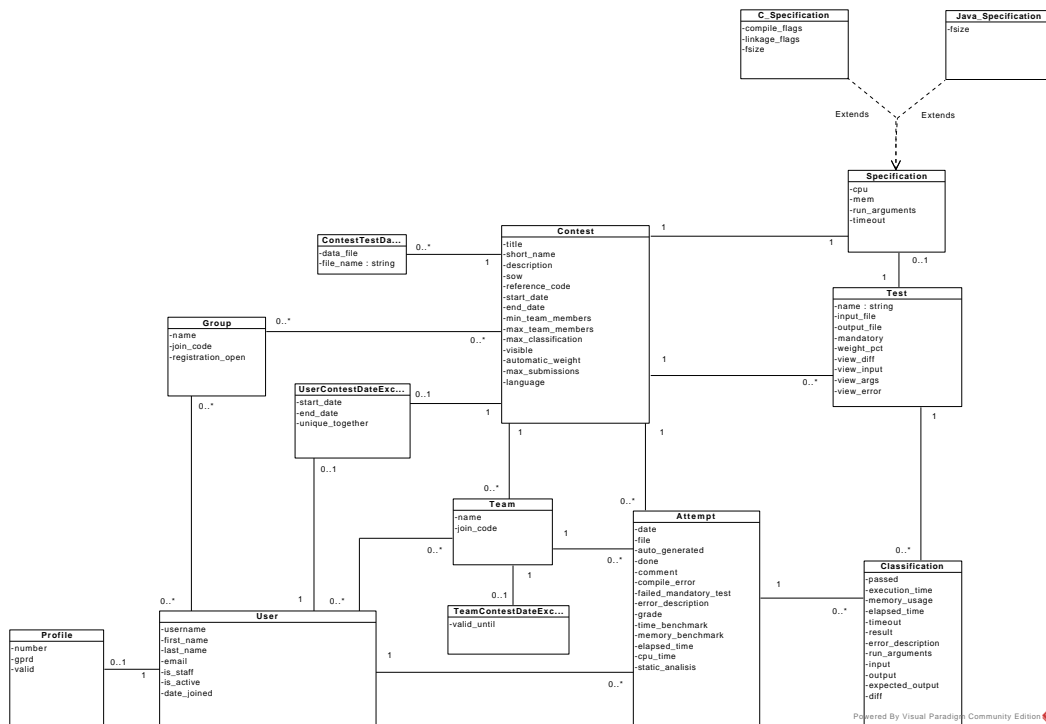 C_Specification
-compile_flags
-linkage_flags
-fsize
Java_Specification
-fsize
Extends
Extends
Specification
-cpu
-mem
-run_arguments
-timeout
ContestTestDa...
-data_file
-file_name : string
0..*
1
Contest
-title
-short_name
-description
-sow
-reference_code
-start_date
-end_date
-min_team_members
-max_team_members
-max_classification
-visible
-automatic_weight
-max_submissions
-language
1
1
0..1
1
Test
-name : string
-input_file
-output_file
-mandatory
-weight_pct
-view_diff
-view_input
-view_args
-view_error
Group
-name
-join_code
-registration_open
0..*
0..*
1
0..*
UserContestDateExc...
-start_date
-end_date
-unique_together
0..1
1
0..*
0..1
1
1
1
0..*
0..*
Team
-name
-join_code
1
0..*
0..*
1
0..1
TeamContestDateExc...
-valid_until
Attempt
-date
-file
-auto_generated
-done
-comment
-compile_error
-failed_mandatory_test
-error_description
-grade
-time_benchmark
-memory_benchmark
-elapsed_time
-cpu_time
-static_analisis
1
0..*
0..*
Classification
-passed
-execution_time
-memory_usage
-elapsed_time
-timeout
-result
-error_description
-run_arguments
-input
-output
-expected_output
-diff
0..*
1
0..*
User
-username
-first_name
-last_name
-email
-is_staff
-is_active
-date_joined
1
0..*
Profile
-number
-gprd
-valid
0..1
1
Powered By Visual Paradigm Community Edition